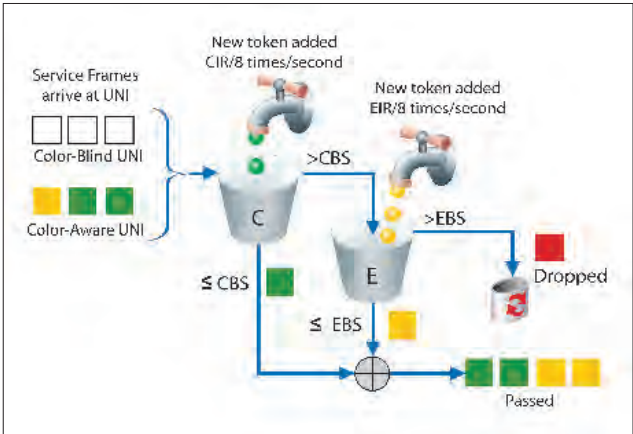 New token added
CIR/8 times/second
Service Frames
arrive at UNI
New token added
EIR/8 times/second
Color-Blind UNI
>CBS
C
>EBS
Color-Aware UNI
E
Dropped
≤ CBS
≤ EBS
Passed